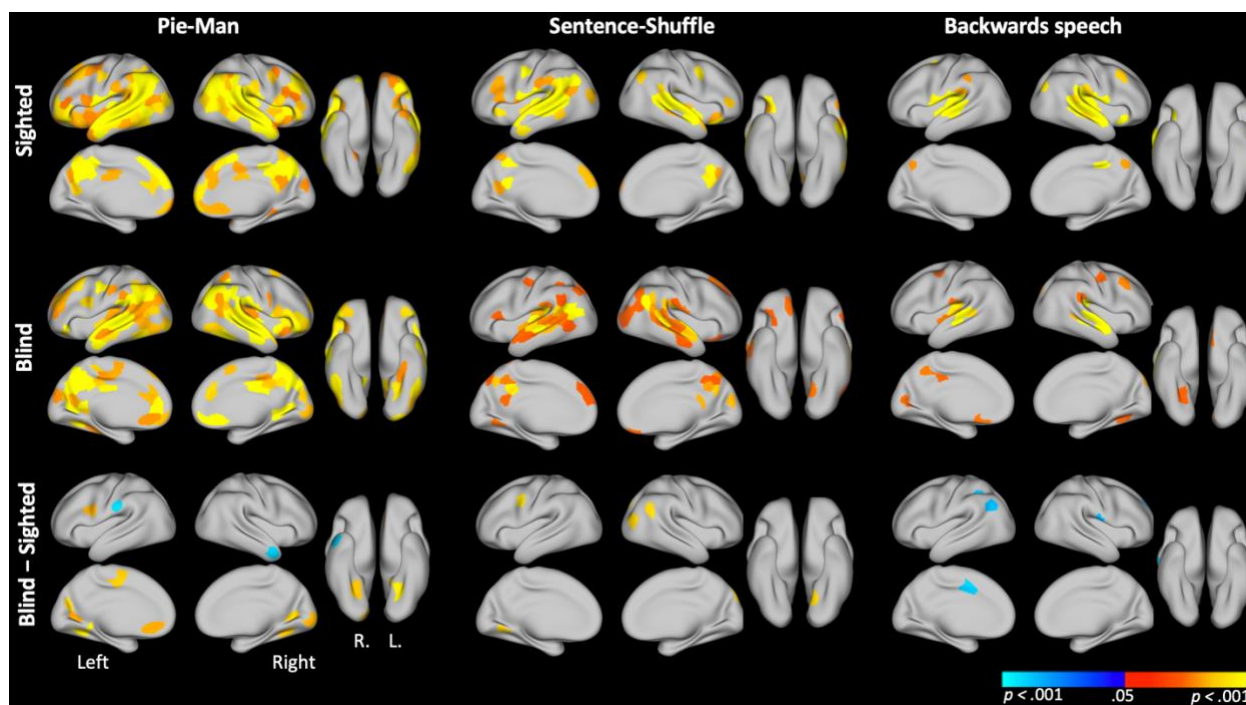 Pie-Man
Sentence-Shuffle
Backwards speech
Sighted
Blind
Blind – Sighted
R.
L.
Left
Right
p < .001
.05
p < .001